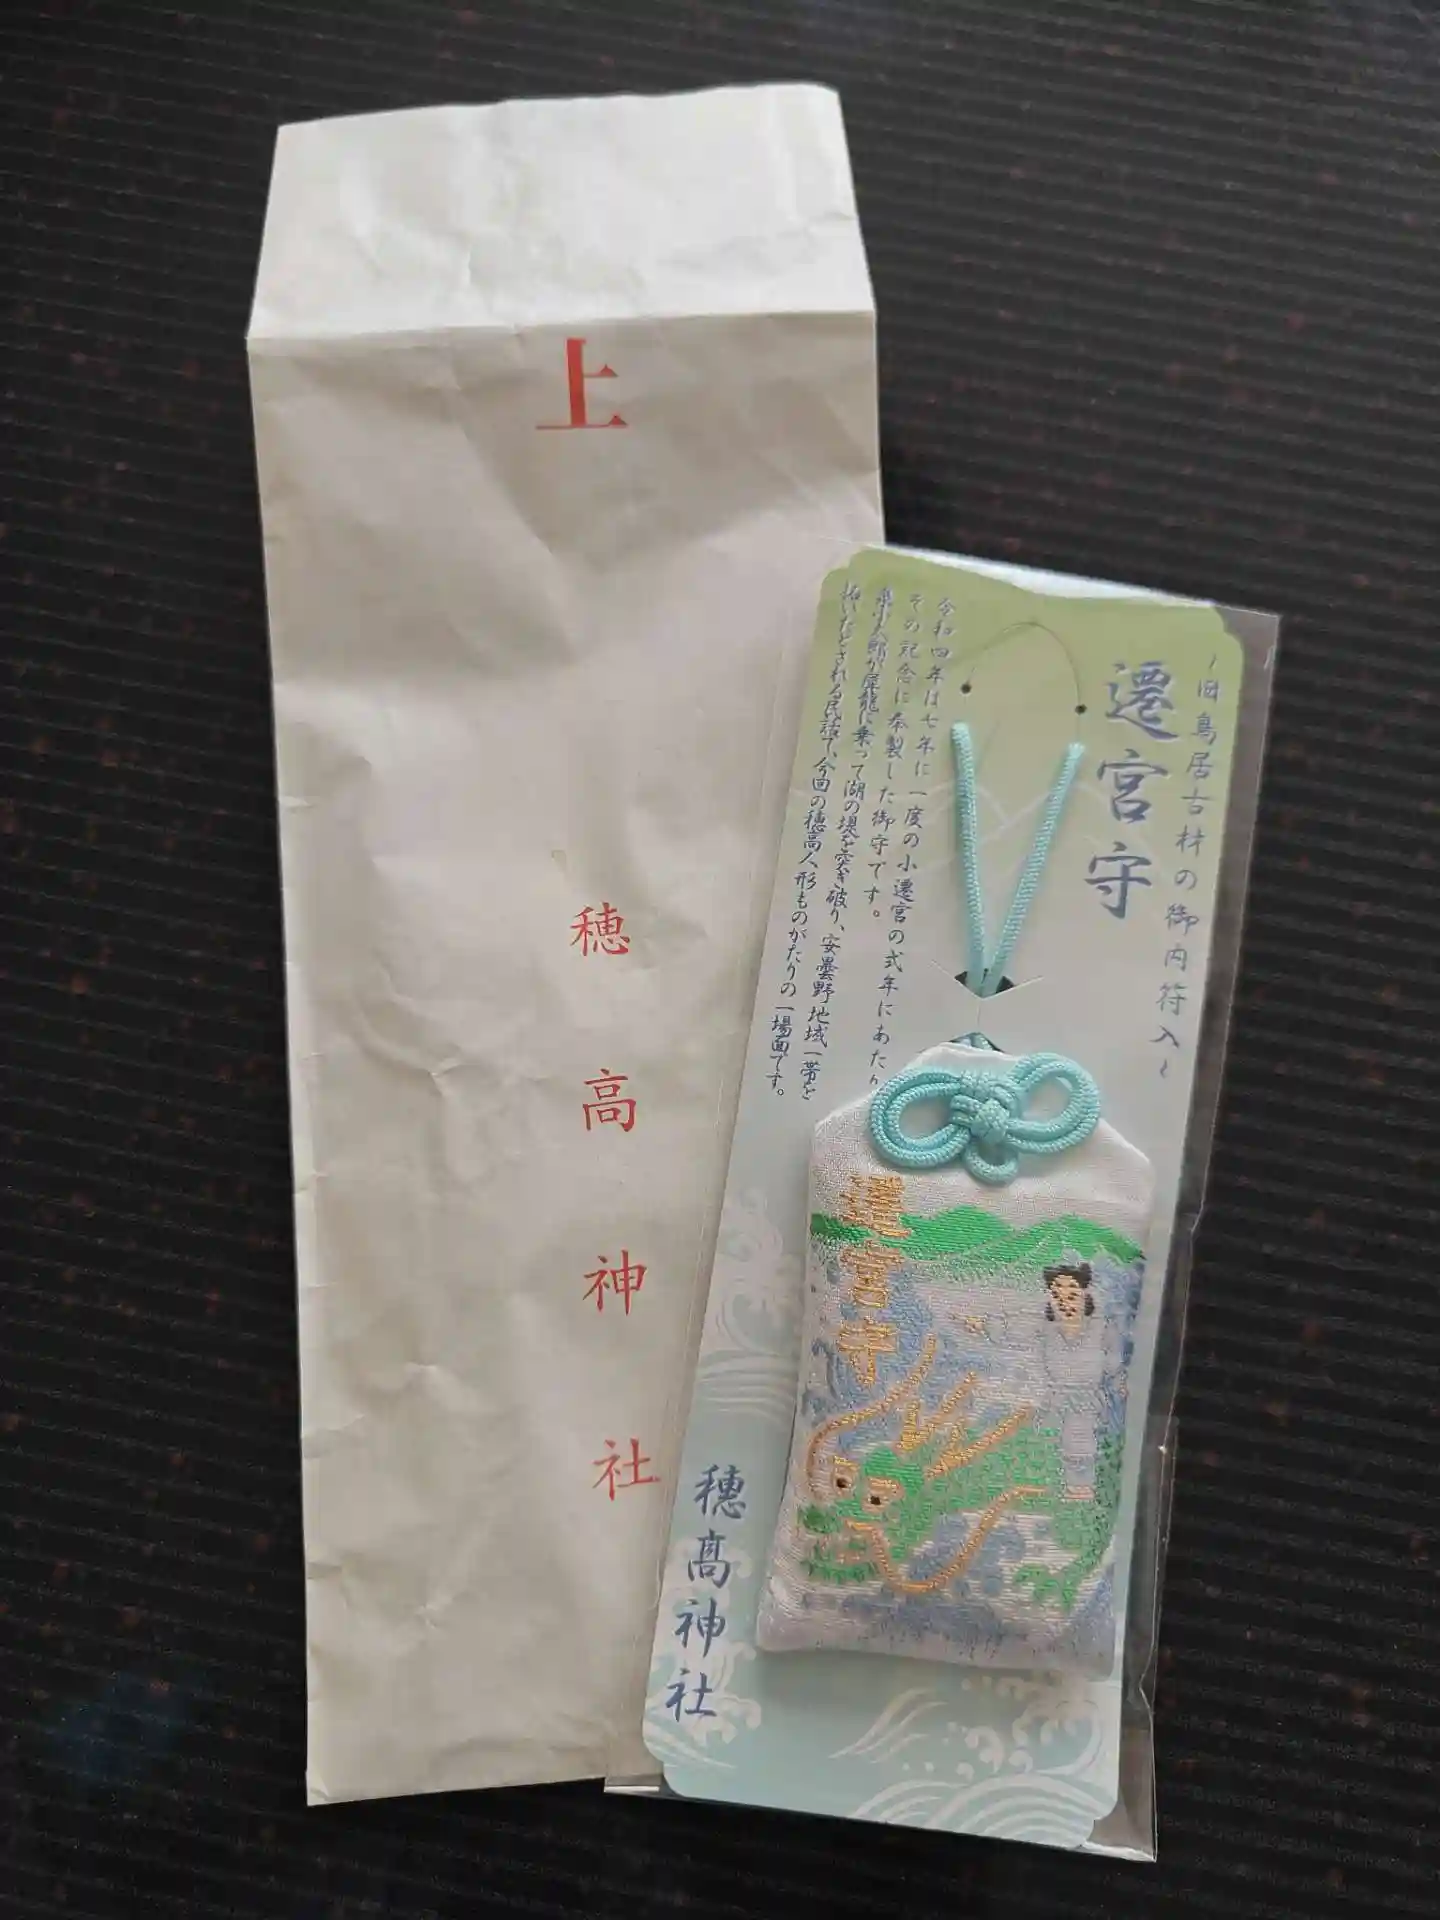 上
穂高神社
~旧鳥居古材の御内符入~
遷宮守
令和四年は七年に一度の小遷宮の式年にあたり
その記念に奉製した御守です。
泉小太郎が犀龍に乗って湖の堤を突き破り、安曇野地域一帯を
拓いたとされる民話で、今回の穂高人形ものがたりの一場面です。
遷宮守
穂髙神社